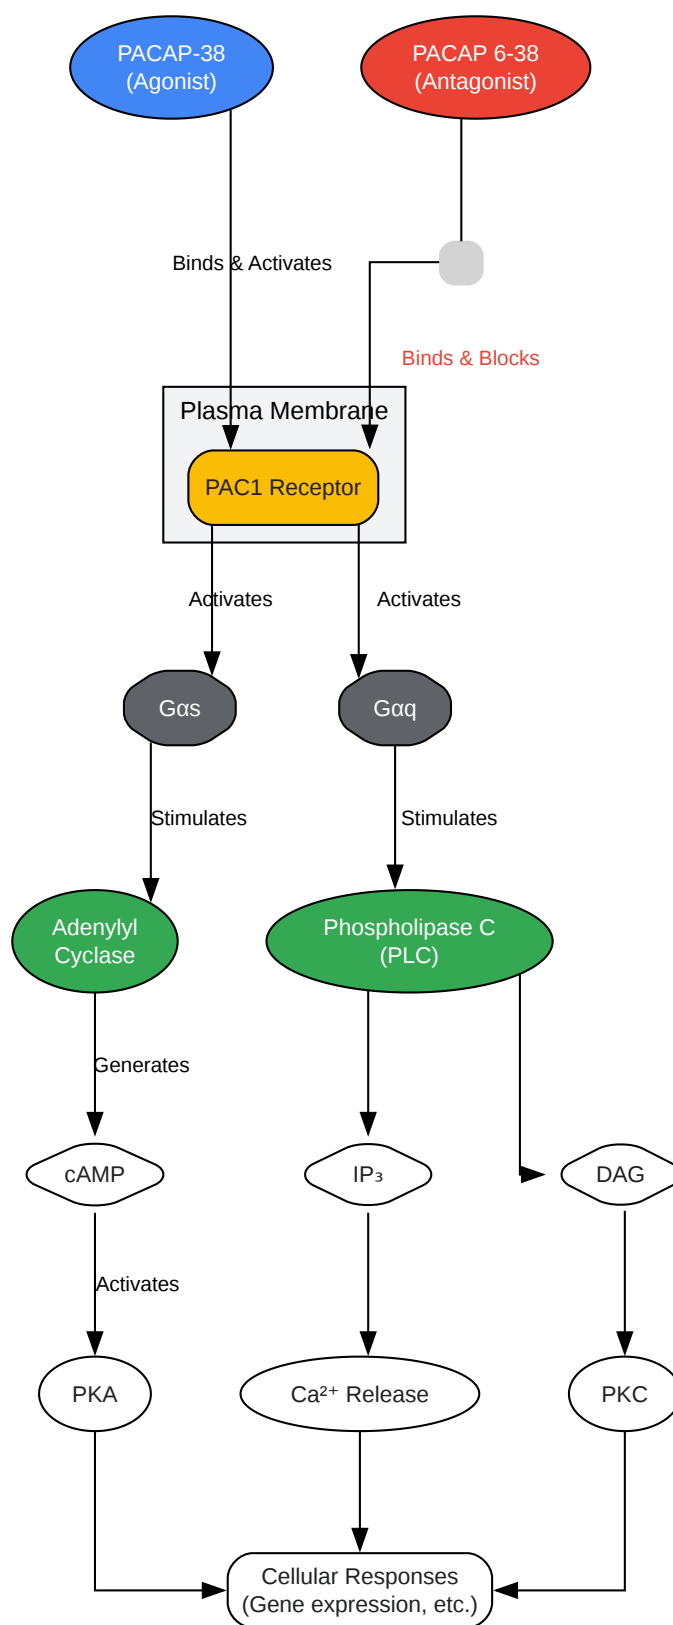 PACAP-38
(Agonist)
PACAP 6-38
(Antagonist)
Binds & Activates
Binds & Blocks
Plasma Membrane
PAC1 Receptor
Activates
Activates
Gαs
Gαq
Stimulates
Stimulates
Adenylyl
Cyclase
Phospholipase C
(PLC)
Generates
cAMP
IP₃
DAG
Activates
PKA
Ca²⁺ Release
PKC
Cellular Responses
(Gene expression, etc.)